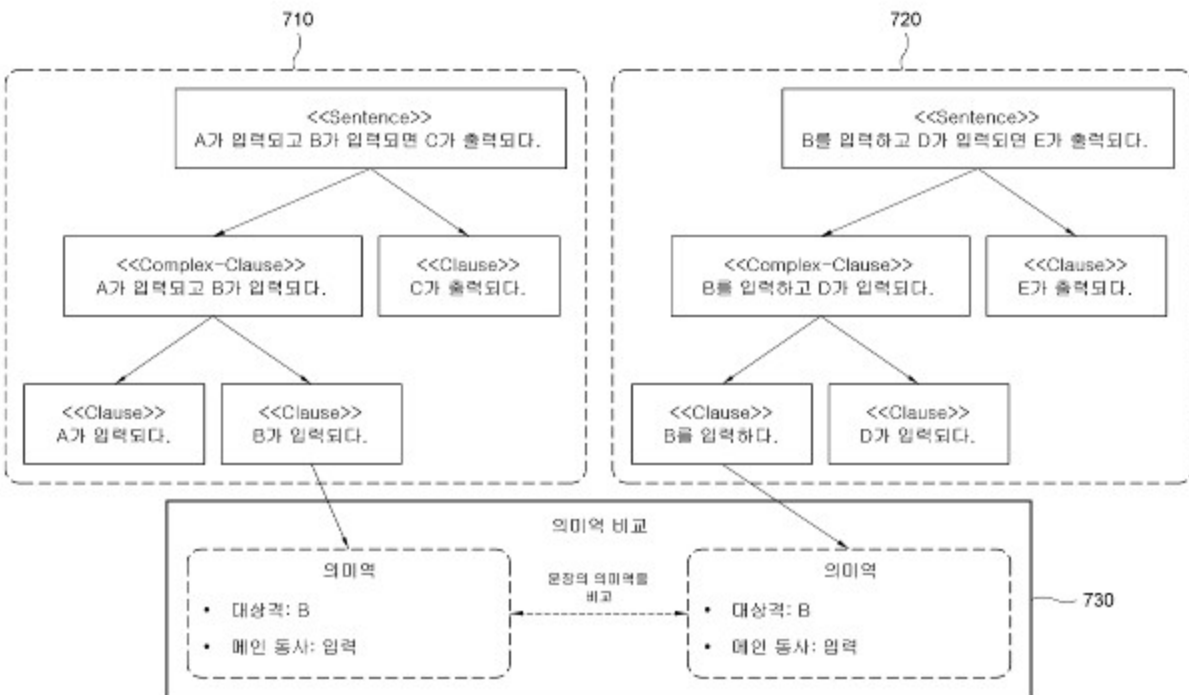 710
720
<<Sentence>>
A가 입력되고 B가 입력되면 C가 출력되다.
<<Sentence>>
B를 입력하고 D가 입력되면 E가 출력되다.
<<Complex-Clause>>
A가 입력되고 B가 입력되다.
<<Clause>>
C가 출력되다.
<<Complex-Clause>>
B를 입력하고 D가 입력되다.
<<Clause>>
E가 출력되다.
<<Clause>>
A가 입력되다.
<<Clause>>
B가 입력되다.
<<Clause>>
B를 입력하다.
<<Clause>>
D가 입력되다.
의미역 비교
의미역
• 대상격: B
• 메인 동사: 입력
문장의 의미역을
비교
의미역
• 대상격: B
• 메인 동사: 입력
730